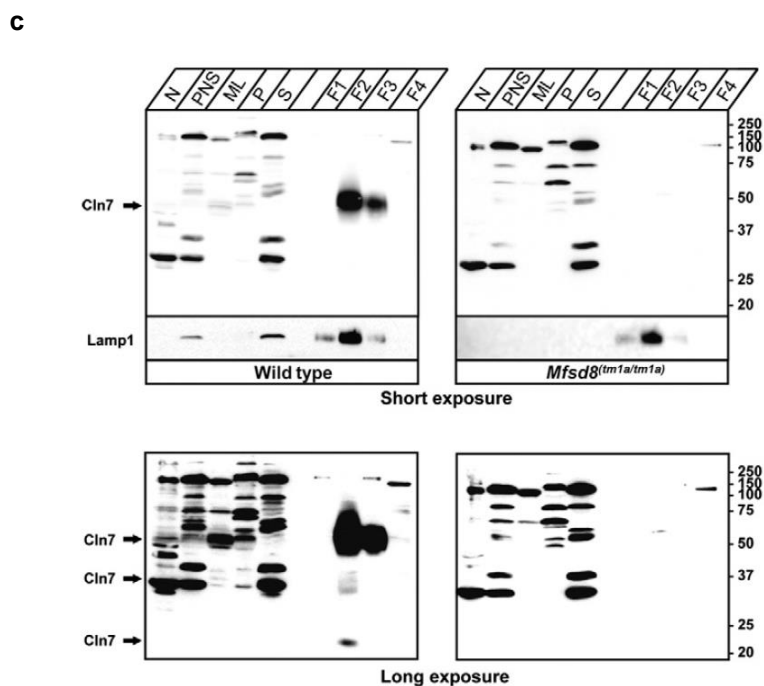 c
N PNS ML P S F1 F2 F3 F4 N PNS ML P S F1 F2 F3 F4
250
150
100
75
Cln7
50
37
25
20
Lamp1
Wild type Mfsd8(tm1a/tm1a)
Short exposure
250
150
100
75
Cln7
50
Cln7
37
25
Cln7
20
Long exposure